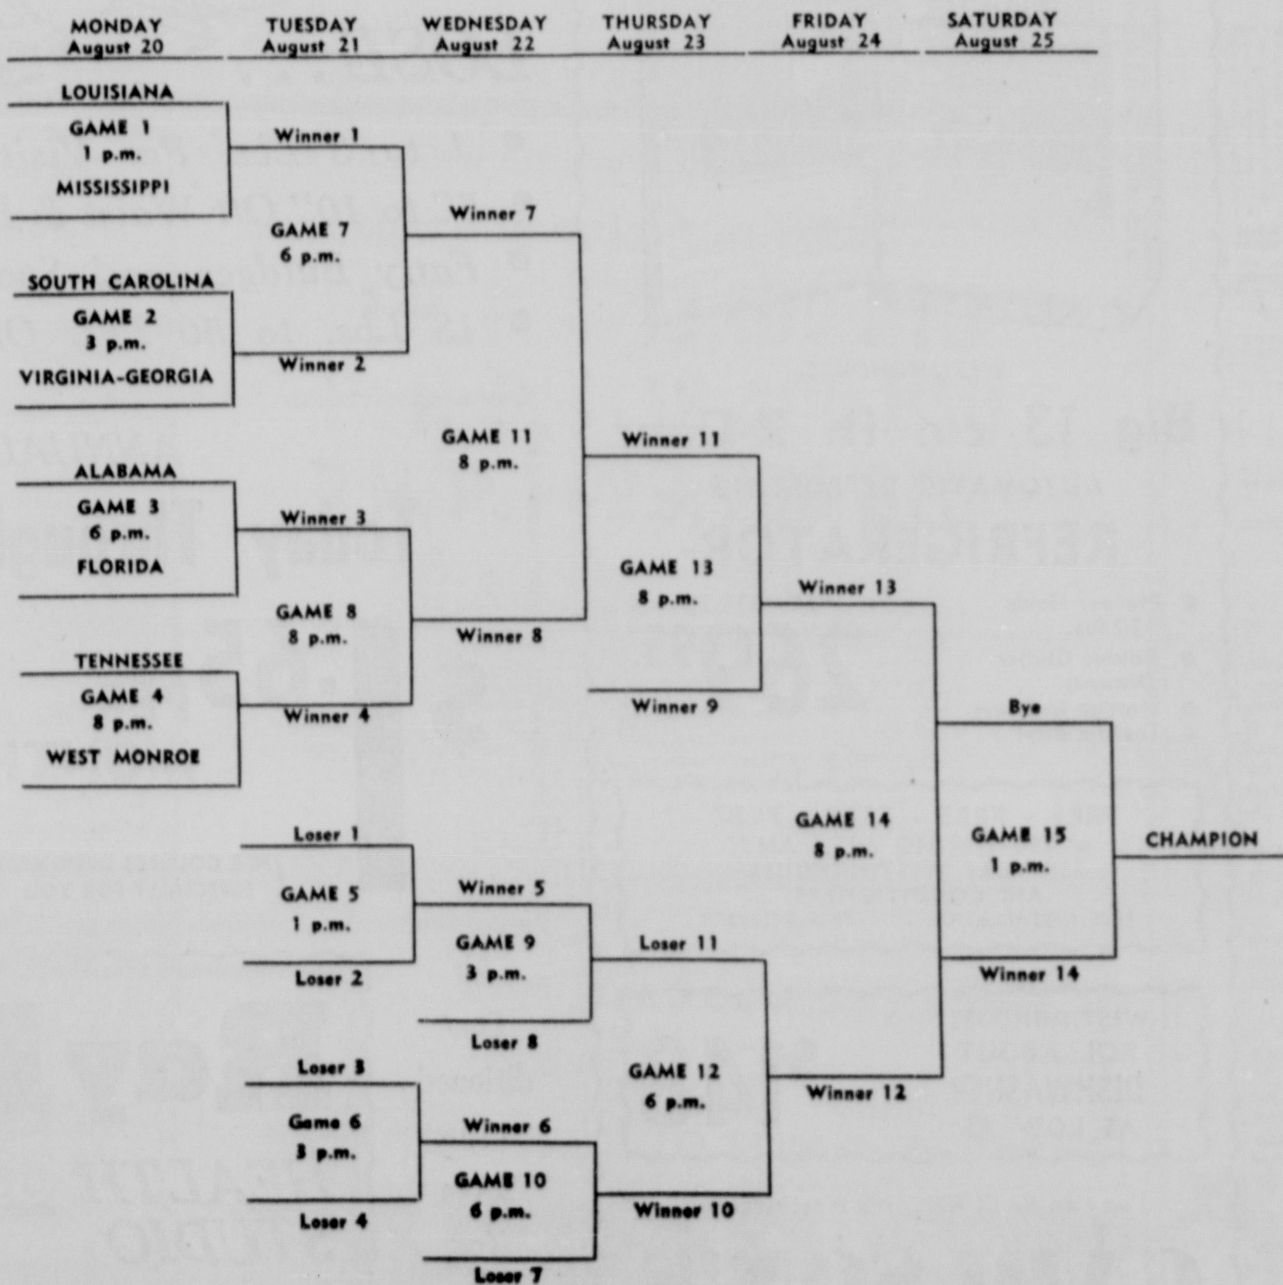 MONDAY
August 20
TUESDAY
August 21
WEDNESDAY
August 22
THURSDAY
August 23
FRIDAY
August 24
SATURDAY
August 25
LOUISIANA
GAME 1
1 p.m.
MISSISSIPPI
SOUTH CAROLINA
GAME 2
3 p.m.
VIRGINIA-GEORGIA
ALABAMA
GAME 3
6 p.m.
FLORIDA
TENNESSEE
GAME 4
8 p.m.
WEST MONROE
Winner 1
GAME 7
6 p.m.
Winner 2
Winner 3
GAME 8
8 p.m.
Winner 4
Loser 1
GAME 5
1 p.m.
Loser 2
Loser 3
Game 6
3 p.m.
Loser 4
Winner 7
GAME 11
8 p.m.
Winner 8
Winner 5
GAME 9
3 p.m.
Loser 8
Winner 6
GAME 10
6 p.m.
Loser 7
Winner 11
GAME 13
8 p.m.
Winner 9
Loser 11
GAME 12
6 p.m.
Winner 10
Winner 13
GAME 14
8 p.m.
Winner 12
Bye
GAME 15
1 p.m.
Winner 14
CHAMPION